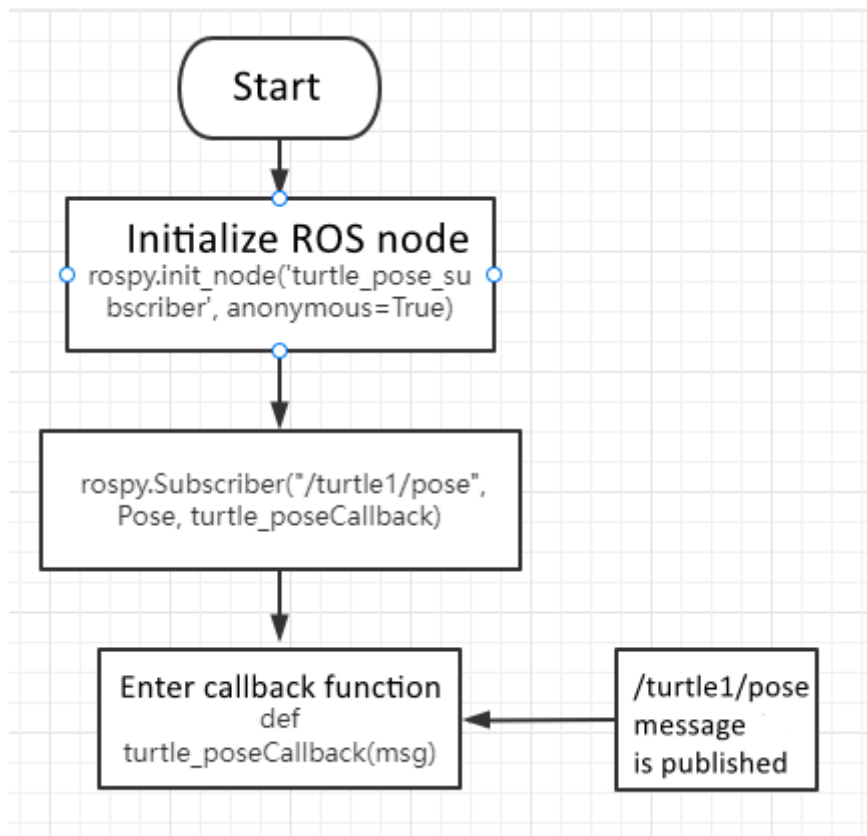 Start
Initialize ROS node
rospy.init_node('turtle_pose_su
bscriber', anonymous=True)
rospy.Subscriber("/turtle1/pose",
Pose, turtle_poseCallback)
Enter callback function
def
turtle_poseCallback(msg)
/turtle1/pose
message
is published